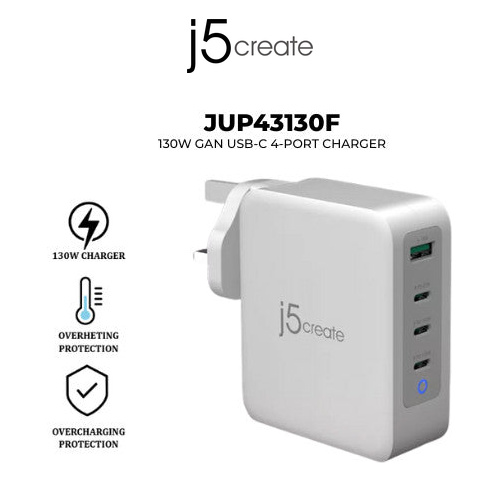 j5create
JUP43130F
130W GAN USB-C 4-PORT CHARGER
130W CHARGER
OVERHETING
PROTECTION
OVERCHARGING
PROTECTION
j5create